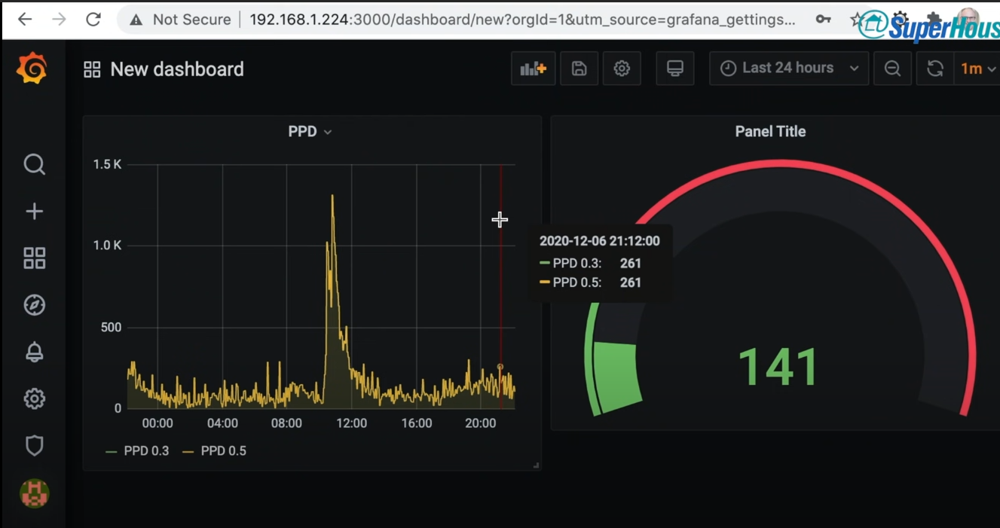 Not Secure
192.168.1.224:3000/dashboard/new?orgId=1&utm_source=grafana_gettings...
SuperHous
New dashboard
Last 24 hours
1m
PPD
1.5 K
1.0 K
500
0
00:00 04:00 08:00 12:00 16:00 20:00
PPD 0.3 PPD 0.5
2020-12-06 21:12:00
PPD 0.3: 261
PPD 0.5: 261
Panel Title
141